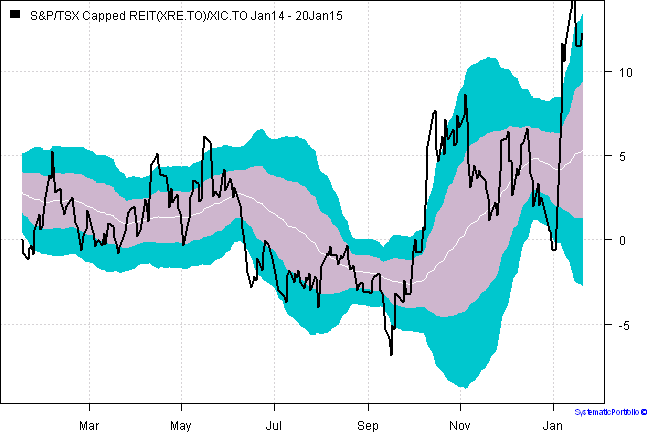 S&P/TSX Capped REIT(XRE.TO)/XIC.TO Jan14 - 20Jan15
10
5
0
-5
SystematicPortfolio ©
Mar May Jul Sep Nov Jan